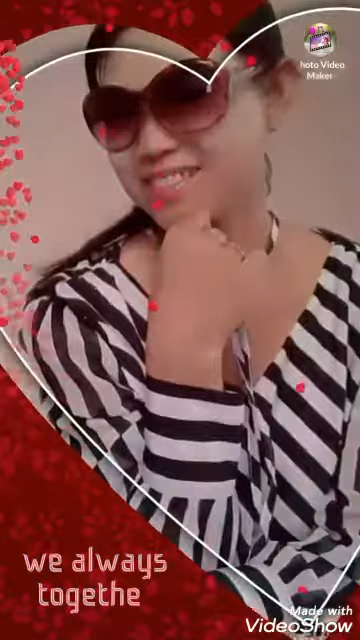 hoto Video
Maker
we always
togethe
Made with
VideoShow